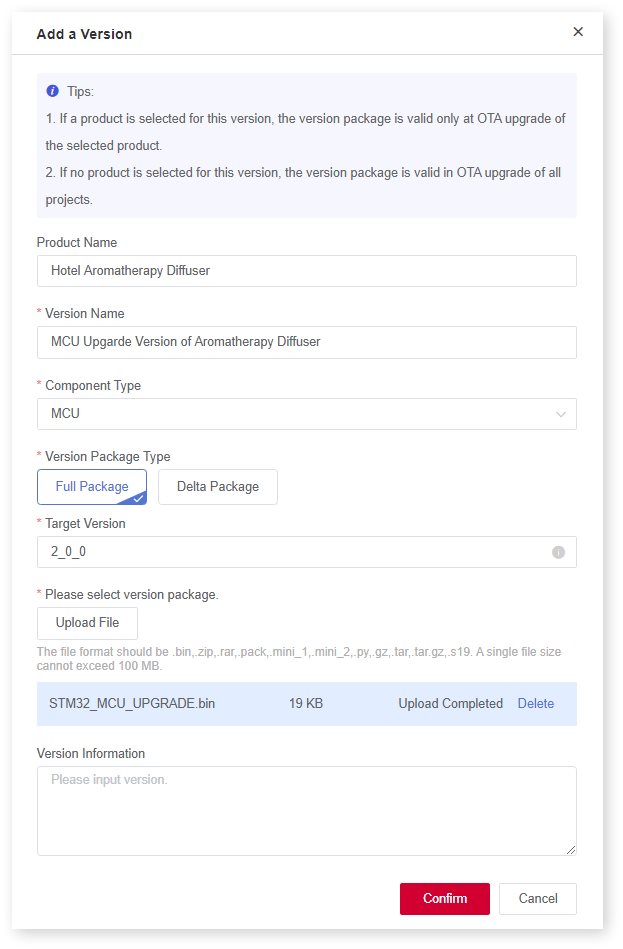 Add a Version
Tips:
1. If a product is selected for this version, the version package is valid only at OTA upgrade of
the selected product.
2. If no product is selected for this version, the version package is valid in OTA upgrade of all
projects.
Product Name
Hotel Aromatherapy Diffuser
* Version Name
MCU Upgarde Version of Aromatherapy Diffuser
* Component Type
MCU
* Version Package Type
Full Package Delta Package
* Target Version
2_0_0
* Please select version package.
Upload File
The file format should be .bin,.zip,.rar,.pack,.mini_1,.mini_2,.py,.gz,.tar,.tar.gz,.s19. A single file size
cannot exceed 100 MB.
STM32_MCU_UPGRADE.bin 19 KB Upload Completed Delete
Version Information
Please input version.
Confirm Cancel